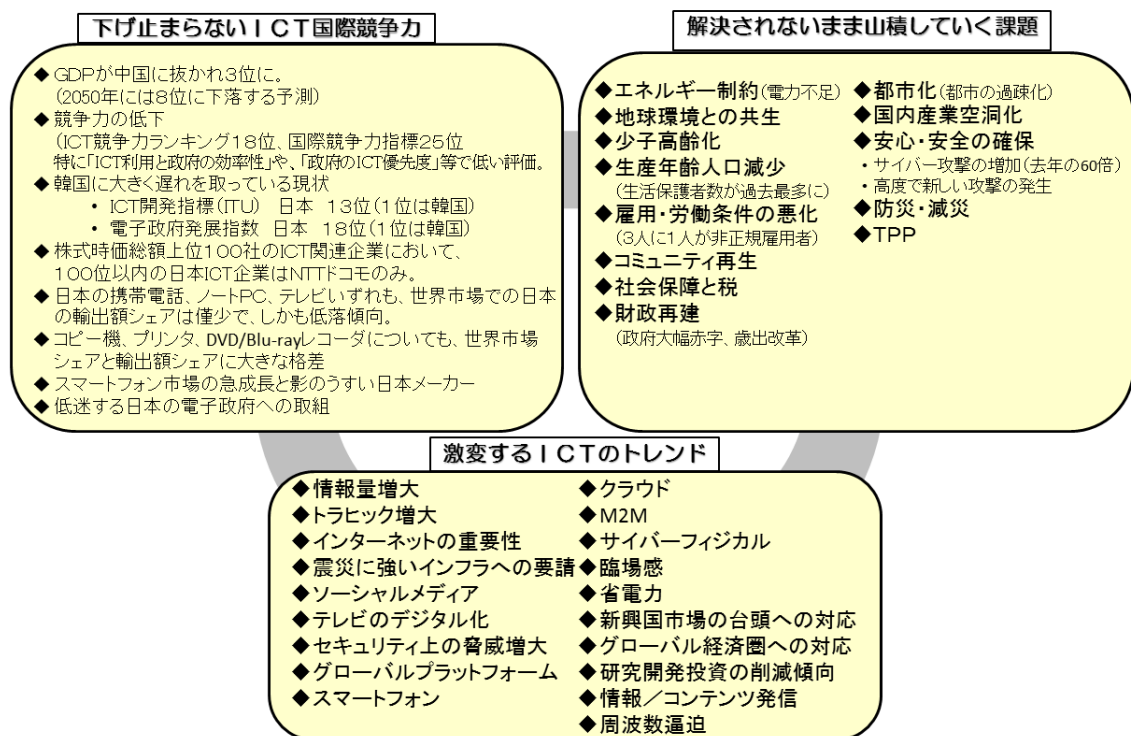 下げ止まらないＩＣＴ国際競争力
◆ＧＤＰが中国に抜かれ３位に。
(2050年には８位に下落する予測)
◆競争力の低下
(ICT競争力ランキング１８位、国際競争力指標２５位
特に「ICT利用と政府の効率性」や、「政府のICT優先度」等で低い評価。
◆韓国に大きく遅れを取っている現状
・ ICT開発指標(ITU) 日本 １３位(１位は韓国)
・ 電子政府発展指数 日本 １８位(１位は韓国)
◆株式時価総額上位１００社のICT関連企業において、
１００位以内の日本ICT企業はNTTドコモのみ。
◆日本の携帯電話、ノートPC、テレビいずれも、世界市場での日本
の輸出額シェアは僅少で、しかも低落傾向。
◆コピー機、プリンタ、DVD/Blu-rayレコーダについても、世界市場
シェアと輸出額シェアに大きな格差
◆スマートフォン市場の急成長と影のうすい日本メーカー
◆低迷する日本の電子政府への取組
解決されないまま山積していく課題
◆エネルギー制約(電力不足)
◆地球環境との共生
◆少子高齢化
◆生産年齢人口減少
(生活保護者数が過去最多に)
◆雇用・労働条件の悪化
(３人に１人が非正規雇用者)
◆コミュニティ再生
◆社会保障と税
◆財政再建
(政府大幅赤字、歳出改革)
◆都市化(都市の過疎化)
◆国内産業空洞化
◆安心・安全の確保
・サイバー攻撃の増加(去年の60倍)
・高度で新しい攻撃の発生
◆防災・減災
◆TPP
激変するＩＣＴのトレンド
◆情報量増大
◆トラヒック増大
◆インターネットの重要性
◆震災に強いインフラへの要請
◆ソーシャルメディア
◆テレビのデジタル化
◆セキュリティ上の脅威増大
◆グローバルプラットフォーム
◆スマートフォン
◆クラウド
◆M2M
◆サイバーフィジカル
◆臨場感
◆省電力
◆新興国市場の台頭への対応
◆グローバル経済圏への対応
◆研究開発投資の削減傾向
◆情報／コンテンツ発信
◆周波数逼迫